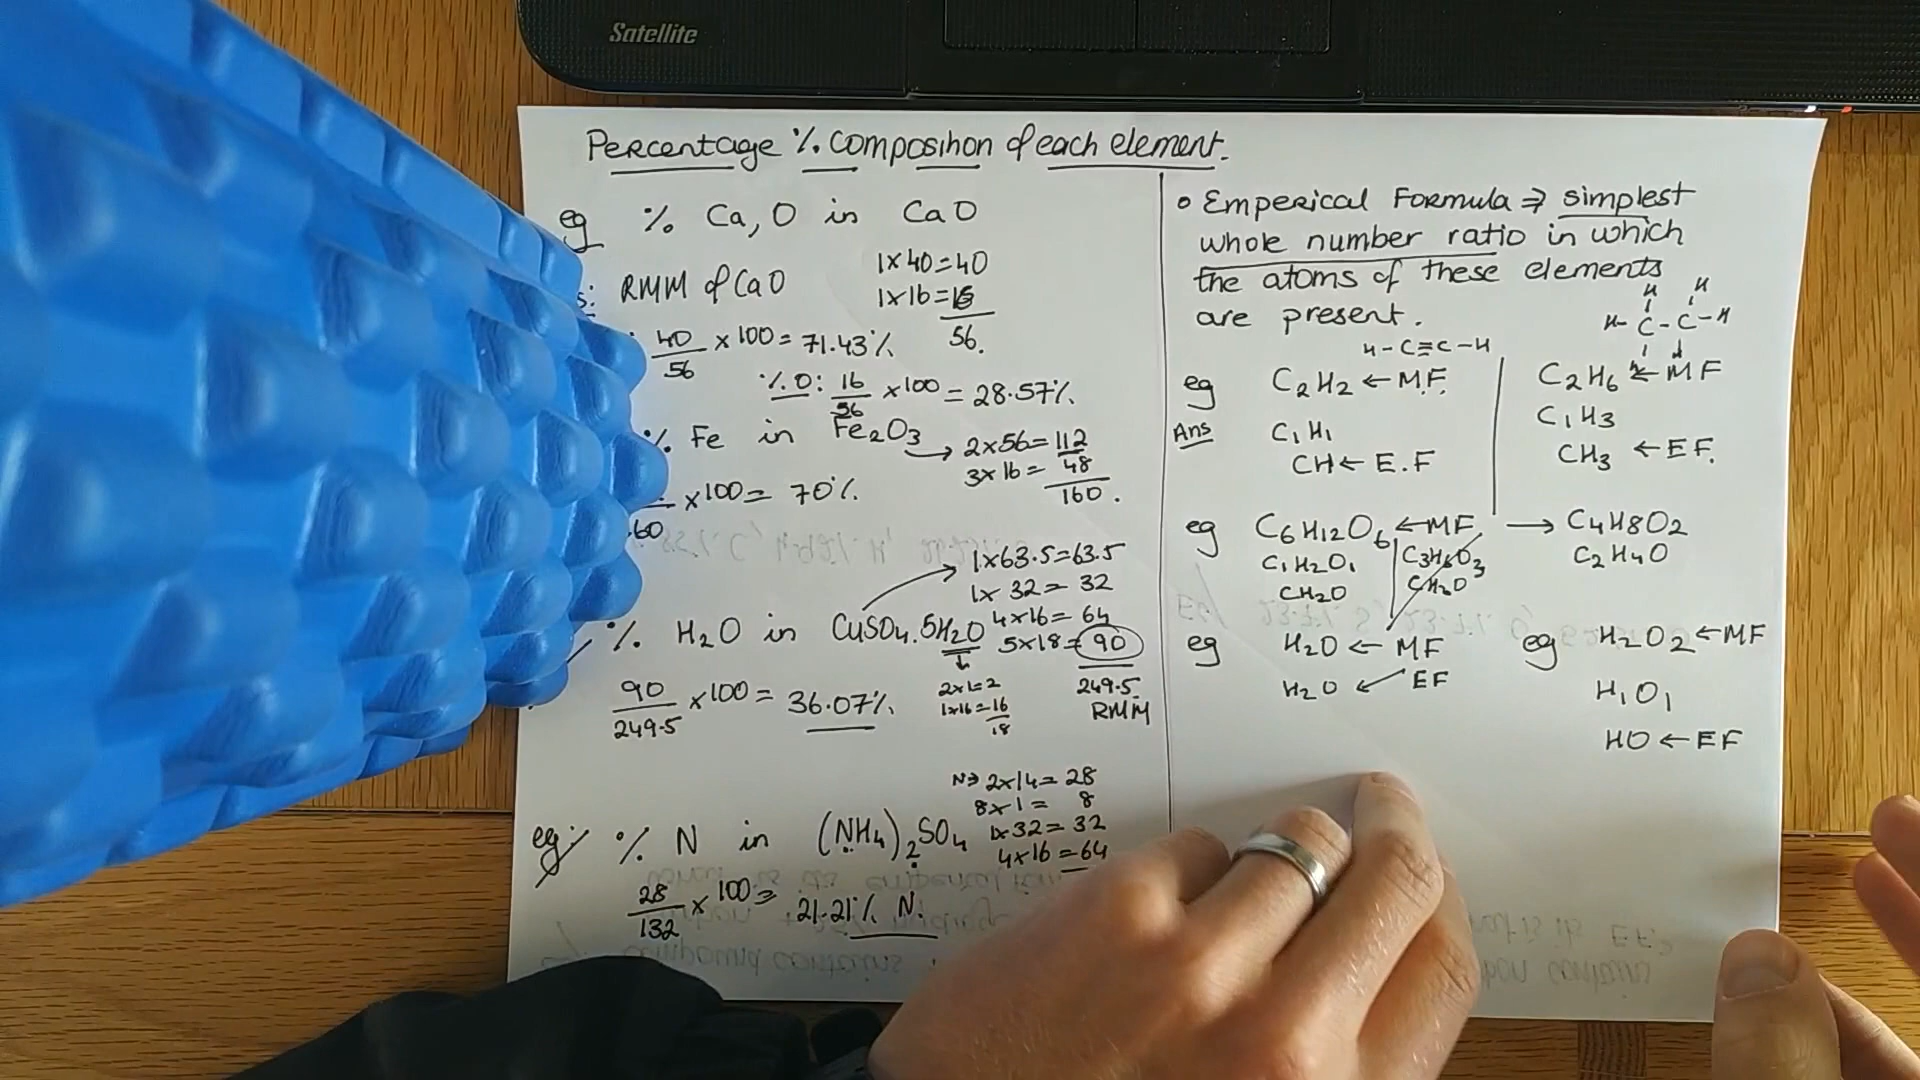 Satellite
Percentage % Composition of each element.
eg % Ca, O in CaO
RMM of CaO
1x40=40
1x16=16
56.
40/56 x 100 = 71.43%
% O: 16/56 x 100 = 28.57%
% Fe in Fe2O3 → 2x56=112
3x16= 48
160.
x 100 = 70%
60
1x63.5=63.5
1x 32= 32
4x16= 64
% H2O in CuSO4.5H2O 5x18= 90
2x1=2
1x16=16
18
249.5
RMM
90/249.5 x 100 = 36.07%
N→ 2x14= 28
8x1= 8
1x32= 32
4x16=64
eg % N in (NH4)2SO4
28/132 x 100 = 21.21% N.
• Emperical Formula ⇒ simplest
whole number ratio in which
the atoms of these elements
are present.
H H
H-C-C-H
H H
H-C≡C-H
eg C2H2 ← M.F.
Ans C1H1
CH ← E.F
C2H6 ← MF
C1H3
CH3 ← EF.
eg C6H12O6 ← MF → C4H8O2
C1H2O1
CH2O
C3H6O3
CH2O
C2H4O
eg H2O ← MF
H2O ← EF
eg H2O2 ← MF
H1O1
HO ← EF